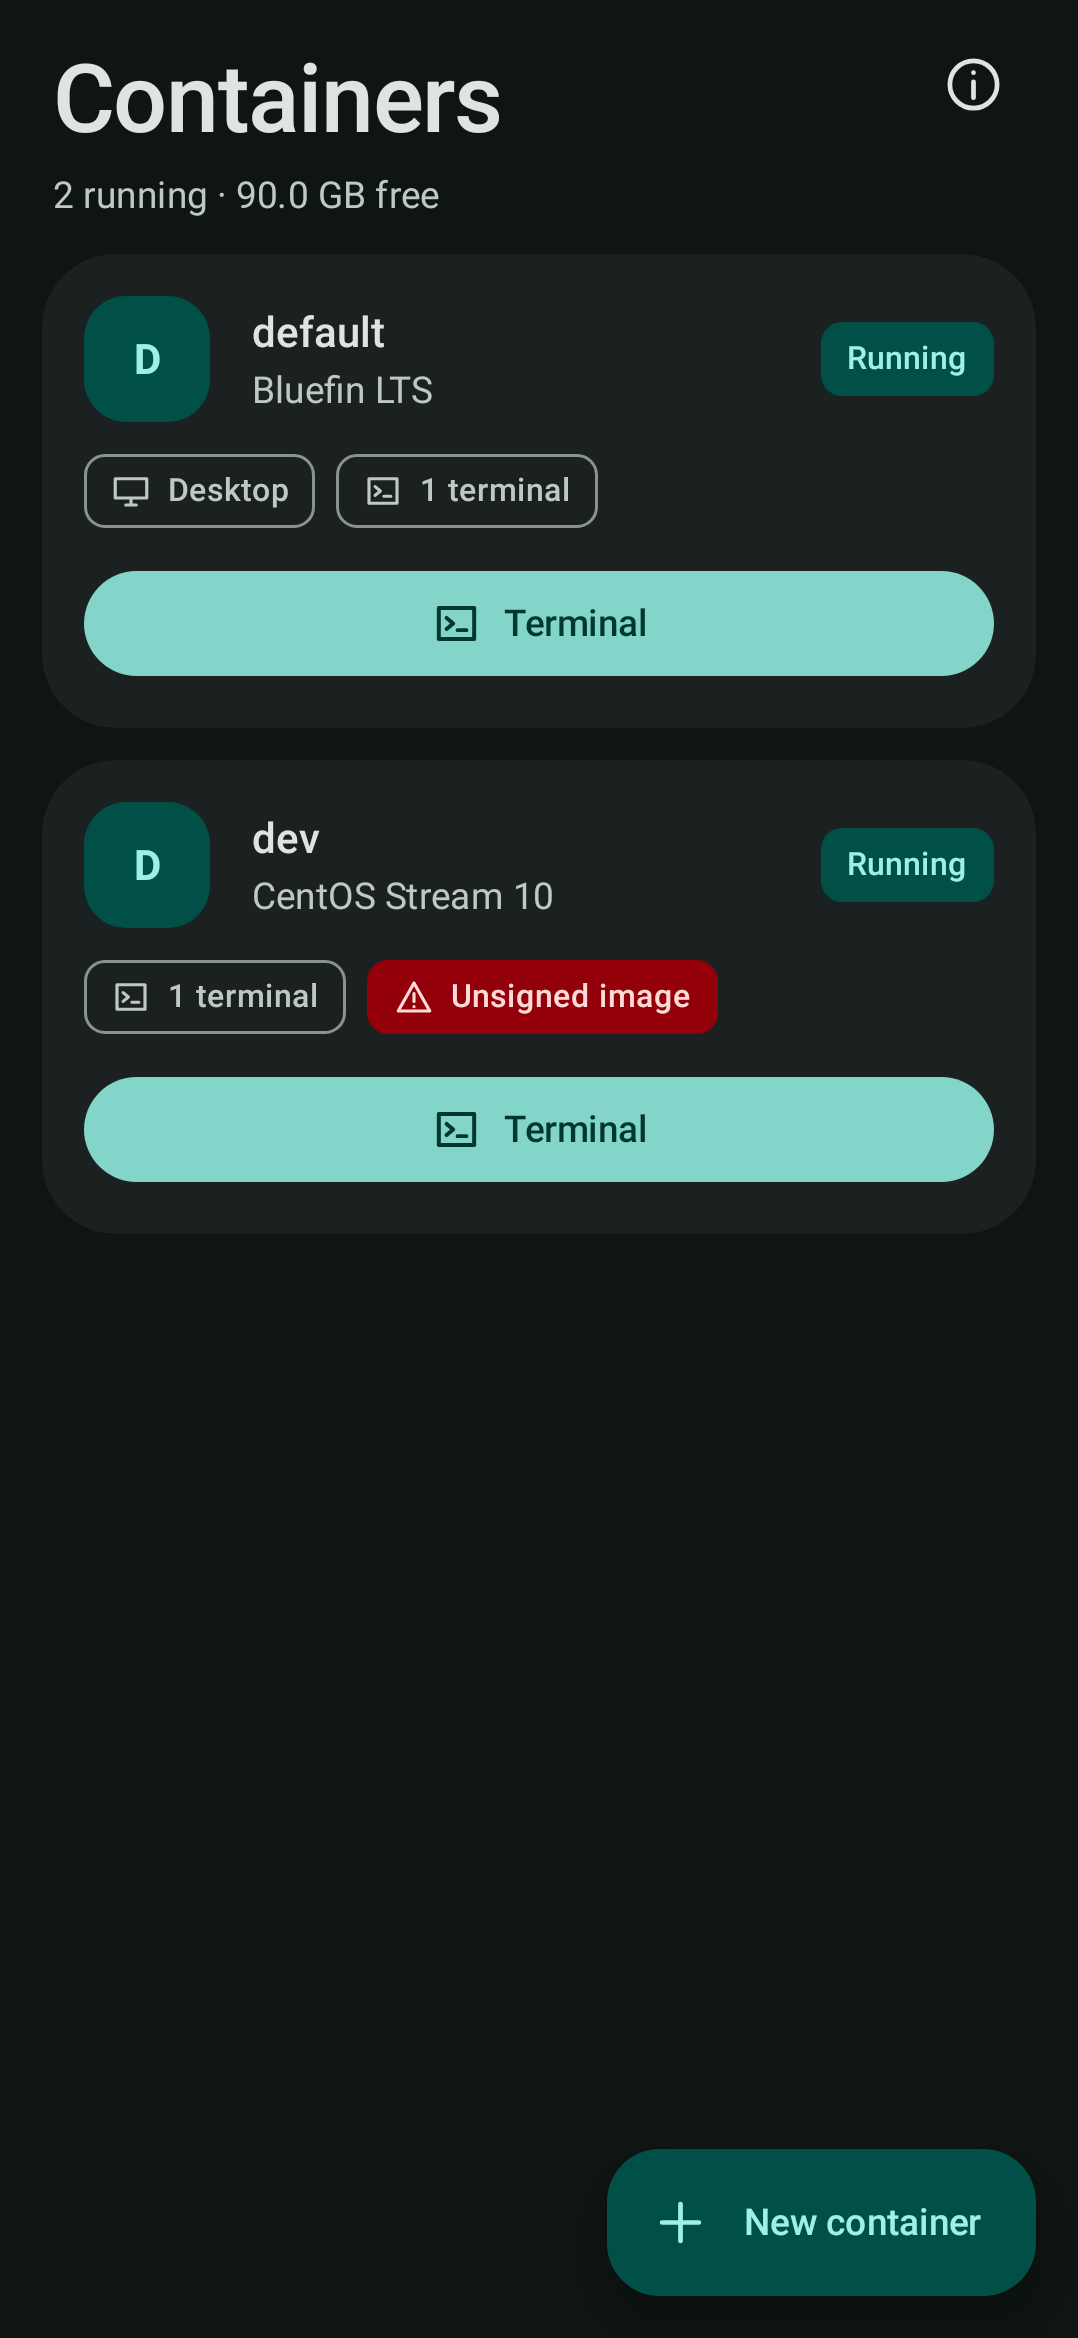 Containers
2 running · 90.0 GB free
D
default
Bluefin LTS
Running
Desktop
1 terminal
Terminal
D
dev
CentOS Stream 10
Running
1 terminal
Unsigned image
Terminal
New container